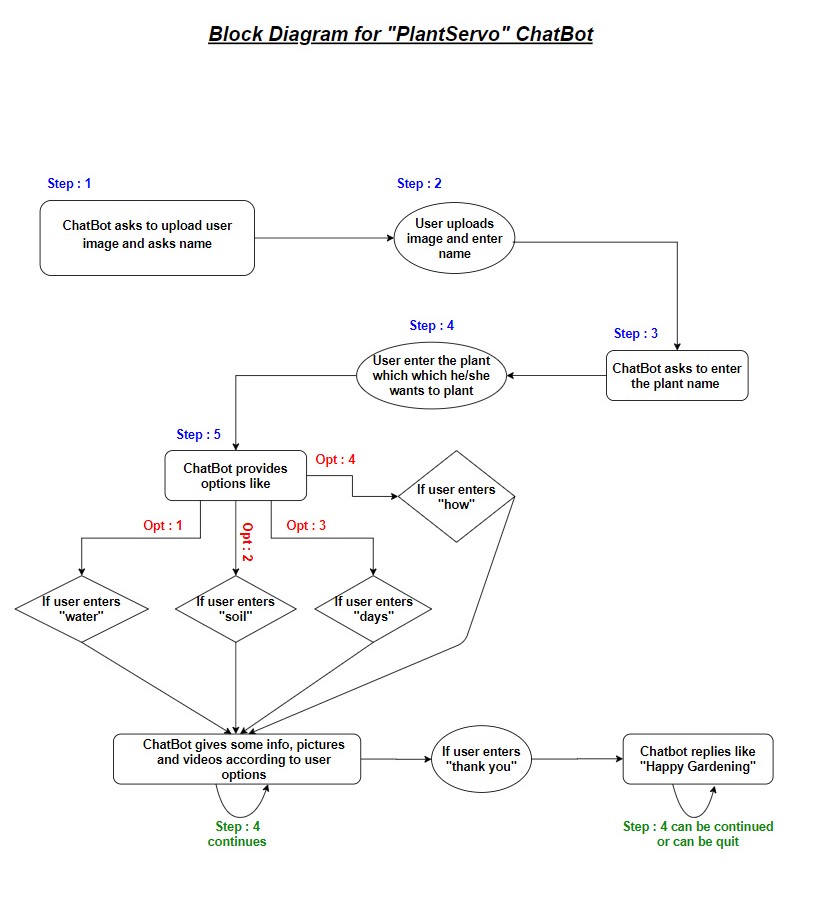 Block Diagram for "PlantServo" ChatBot
Step : 1
Step : 2
ChatBot asks to upload user
image and asks name
User uploads
image and enter
name
Step : 4
Step : 3
User enter the plant
which which he/she
wants to plant
ChatBot asks to enter
the plant name
Step : 5
ChatBot provides
options like
Opt : 4
If user enters
"how"
Opt : 1
Opt : 2
Opt : 3
If user enters
"water"
If user enters
"soil"
If user enters
"days"
ChatBot gives some info, pictures
and videos according to user
options
If user enters
"thank you"
Chatbot replies like
"Happy Gardening"
Step : 4
continues
Step : 4 can be continued
or can be quit